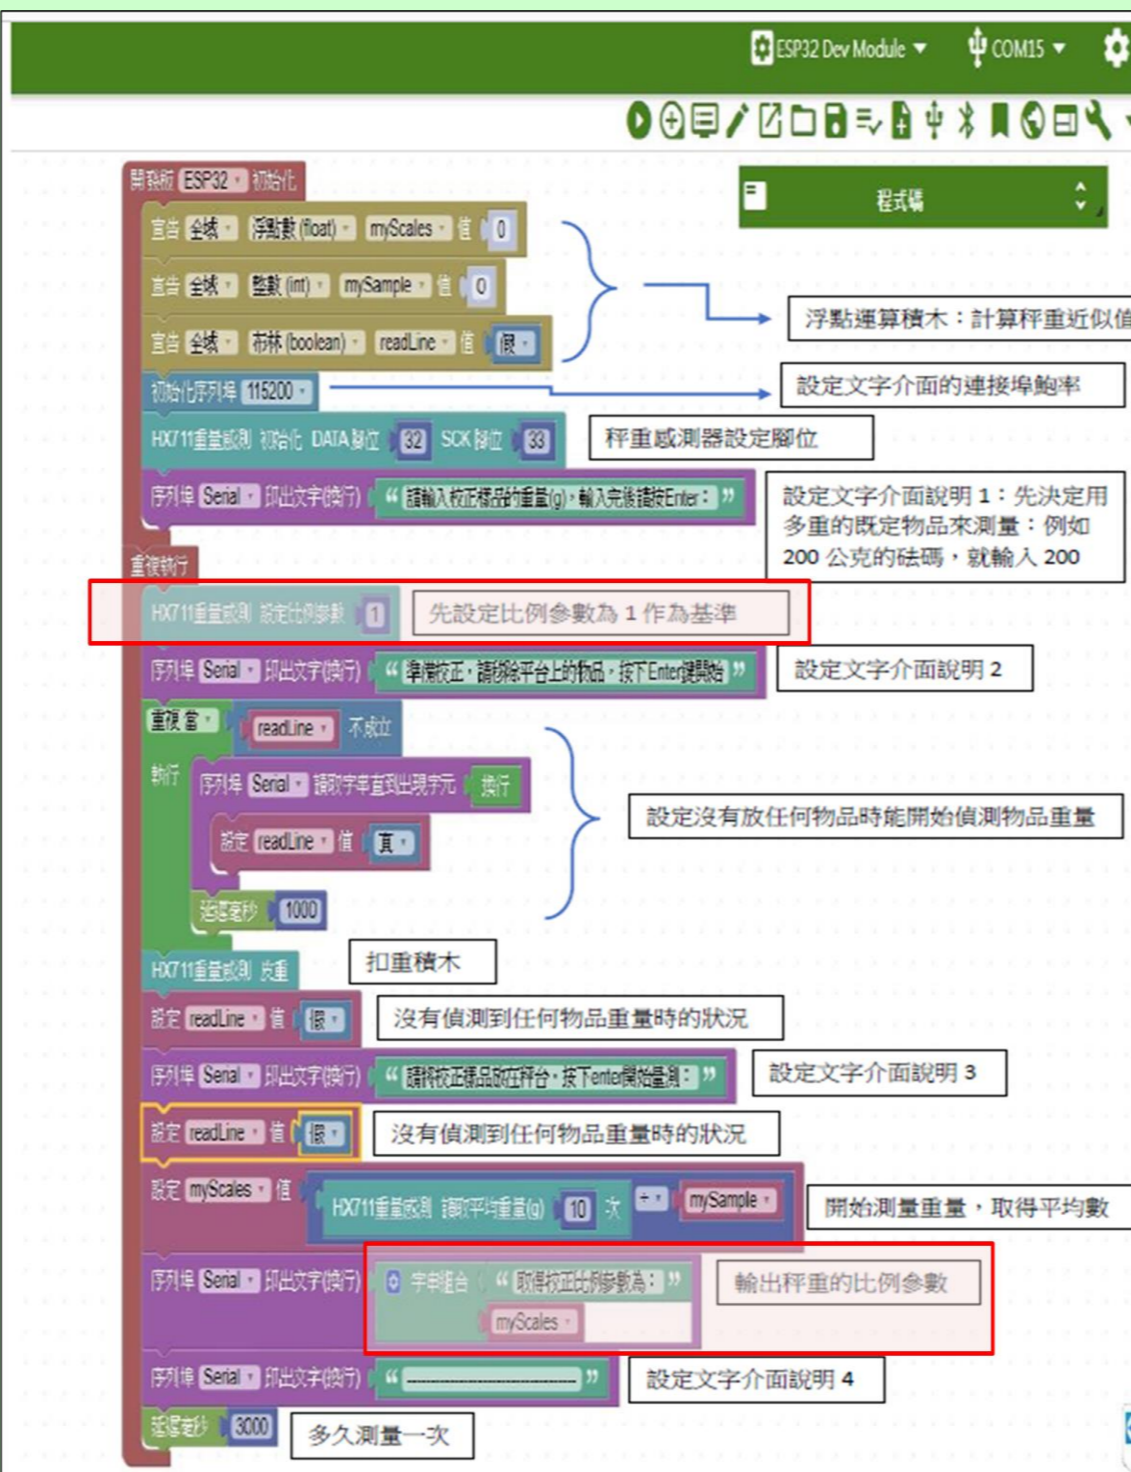 ESP32 Dev Module
COM15
程式碼
開發版 ESP32 初始化
宣告 全域 浮點數 (float) myScales 值 0
宣告 全域 整數 (int) mySample 值 0
浮點運算積木：計算秤重近似值
宣告 全域 布林 (boolean) readLine 值 假
初始化序列埠 115200
設定文字介面的連接埠鮑率
HX711重量感測 初始化 DATA 腳位 32 SCK 腳位 33
秤重感測器設定腳位
序列埠 Serial 印出文字(換行) “ 請輸入校正樣品的重量(g)，輸入完後請按Enter： ”
設定文字介面說明 1：先決定用
多重的既定物品來測量：例如
200 公克的砝碼，就輸入 200
重複執行
HX711重量感測 設定比例參數 1
先設定比例參數為 1 作為基準
序列埠 Serial 印出文字(換行) “ 準備校正，請移除平台上的物品，按下Enter鍵開始 ”
設定文字介面說明 2
重複 當 readLine 不成立
執行 序列埠 Serial 讀取字串直到出現字元 換行
設定沒有放任何物品時能開始偵測物品重量
設定 readLine 值 真
延遲毫秒 1000
扣重積木
HX711重量感測 皮重
設定 readLine 值 假
沒有偵測到任何物品重量時的狀況
序列埠 Serial 印出文字(換行) “ 請將校正樣品放在秤台，按下enter開始量測： ”
設定文字介面說明 3
設定 readLine 值 假
沒有偵測到任何物品重量時的狀況
設定 myScales 值 HX711重量感測 讀取平均重量(g) 10 次 ÷ mySample
開始測量重量，取得平均數
序列埠 Serial 印出文字(換行) 字串組合 “ 取得校正比例參數為： ”
輸出秤重的比例參數
myScales
序列埠 Serial 印出文字(換行) “ ------------------------------ ”
設定文字介面說明 4
延遲毫秒 3000
多久測量一次